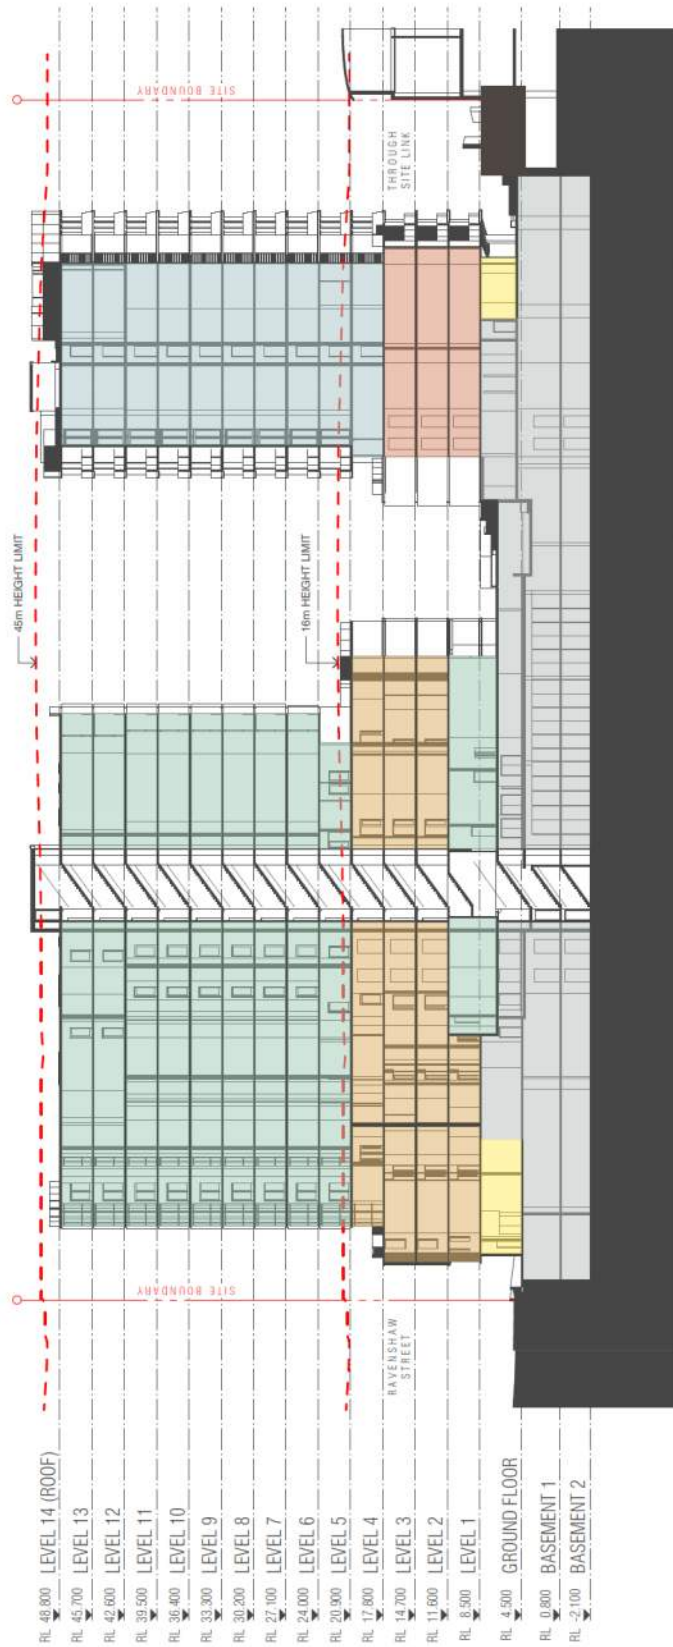 RL 48.800 LEVEL 14 (ROOF)
RL 45.700 LEVEL 13
RL 42.600 LEVEL 12
RL 39.500 LEVEL 11
RL 36.400 LEVEL 10
RL 33.300 LEVEL 9
RL 30.200 LEVEL 8
RL 27.100 LEVEL 7
RL 24.000 LEVEL 6
RL 20.900 LEVEL 5
RL 17.800 LEVEL 4
RL 14.700 LEVEL 3
RL 11.600 LEVEL 2
RL 8.500 LEVEL 1
RL 4.500 GROUND FLOOR
RL 0.800 BASEMENT 1
RL -2.100 BASEMENT 2
SITE BOUNDARY
RAVENSHAW
STREET
45m HEIGHT LIMIT
16m HEIGHT LIMIT
SITE BOUNDARY
THROUGH
SITE LINK